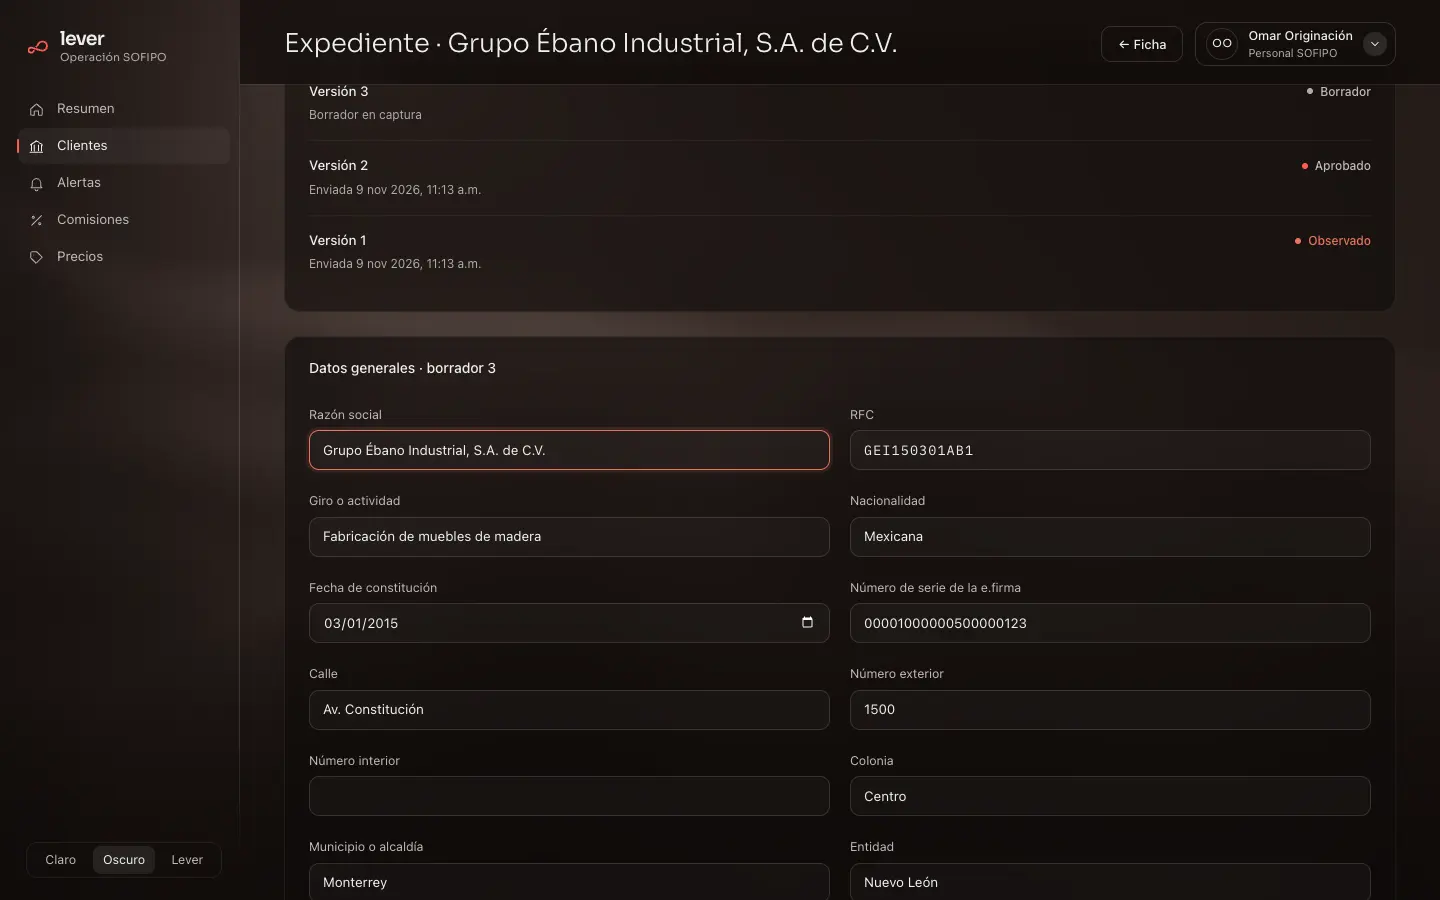 lever
Operación SOFIPO
Resumen
Clientes
Alertas
Comisiones
Precios
Claro
Oscuro
Lever
Expediente · Grupo Ébano Industrial, S.A. de C.V.
← Ficha
OO
Omar Originación
Personal SOFIPO
Versión 3
Borrador
Borrador en captura
Versión 2
Aprobado
Enviada 9 nov 2026, 11:13 a.m.
Versión 1
Observado
Enviada 9 nov 2026, 11:13 a.m.
Datos generales · borrador 3
Razón social
Grupo Ébano Industrial, S.A. de C.V.
RFC
GEI150301AB1
Giro o actividad
Fabricación de muebles de madera
Nacionalidad
Mexicana
Fecha de constitución
03/01/2015
Número de serie de la e.firma
00001000000500000123
Calle
Av. Constitución
Número exterior
1500
Número interior
Colonia
Centro
Municipio o alcaldía
Monterrey
Entidad
Nuevo León